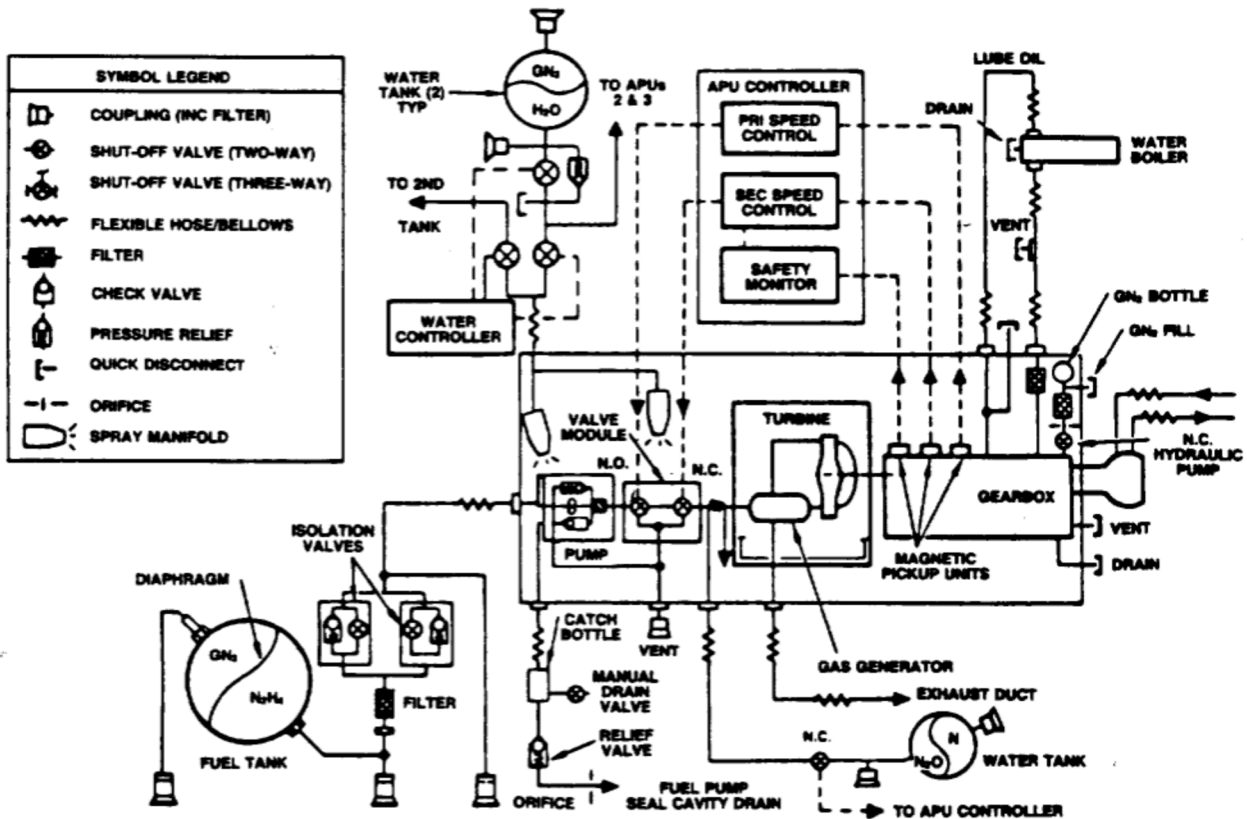 SYMBOL LEGEND
COUPLING (INC FILTER)
SHUT-OFF VALVE (TWO-WAY)
SHUT-OFF VALVE (THREE-WAY)
FLEXIBLE HOSE/BELLOWS
FILTER
CHECK VALVE
PRESSURE RELIEF
QUICK DISCONNECT
ORIFICE
SPRAY MANIFOLD
WATER
TANK (2)
TYP
GN₂
H₂O
TO APUs
2 & 3
TO 2ND
TANK
WATER
CONTROLLER
APU CONTROLLER
PRI SPEED
CONTROL
SEC SPEED
CONTROL
SAFETY
MONITOR
LUBE OIL
DRAIN
WATER
BOILER
VENT
GN₂ BOTTLE
GN₂ FILL
N.C.
HYDRAULIC
PUMP
VALVE
MODULE
N.O.
N.C.
TURBINE
GEARBOX
PUMP
MAGNETIC
PICKUP UNITS
VENT
DRAIN
ISOLATION
VALVES
DIAPHRAGM
GN₂
N₂H₄
FUEL TANK
FILTER
CATCH
BOTTLE
MANUAL
DRAIN
VALVE
RELIEF
VALVE
ORIFICE
FUEL PUMP
SEAL CAVITY DRAIN
VENT
GAS GENERATOR
EXHAUST DUCT
N.C.
N
N₂O
WATER TANK
TO APU CONTROLLER